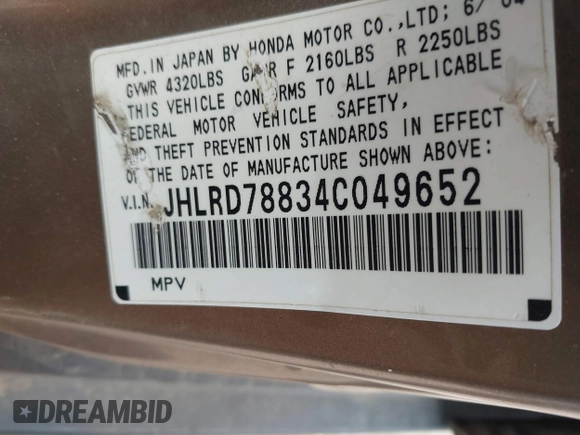 MFD. IN JAPAN BY HONDA MOTOR CO.,LTD; 6/04
GVWR 4320LBS GAWR F 2160LBS R 2250LBS
THIS VEHICLE CONFORMS TO ALL APPLICABLE
FEDERAL MOTOR VEHICLE SAFETY,
AND THEFT PREVENTION STANDARDS IN EFFECT
ON THE DATE OF MANUFACTURE SHOWN ABOVE:
V.I.N. JHLRD78834C049652
MPV
DREAMBID